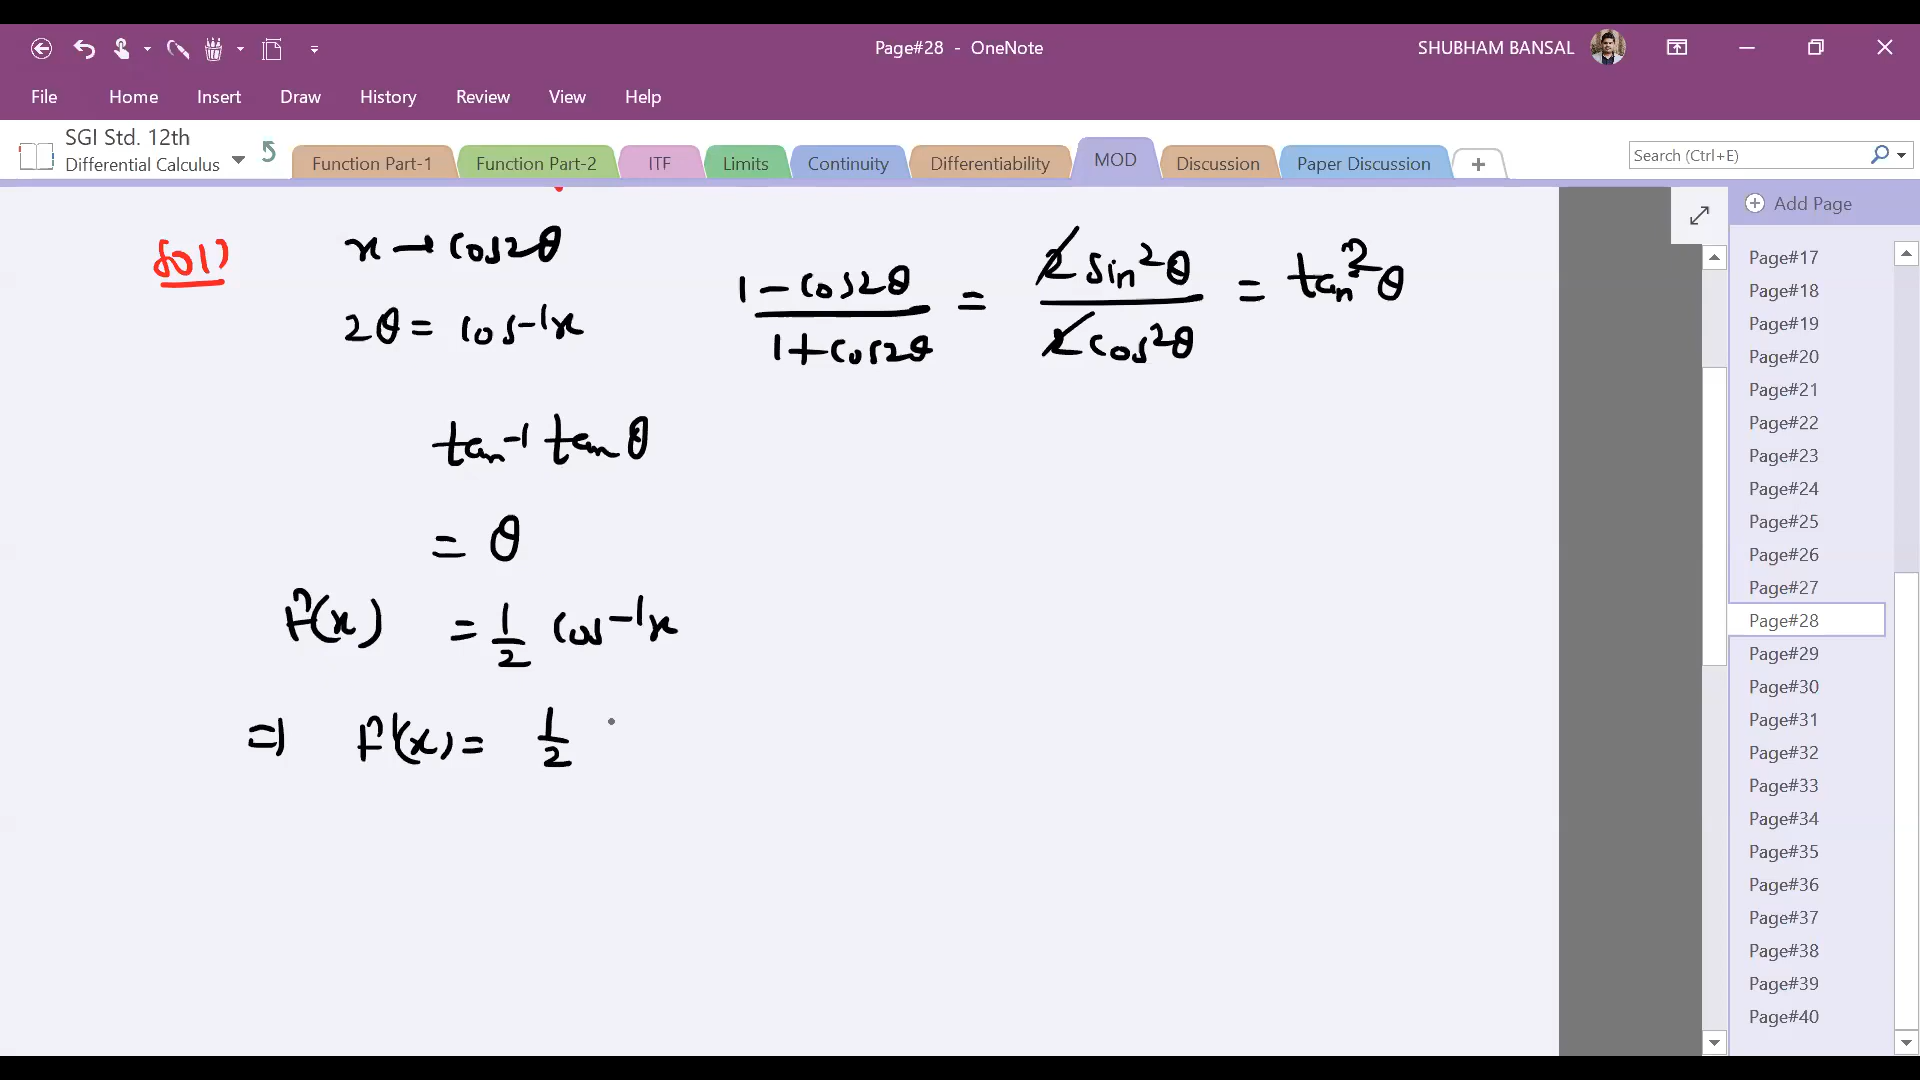 Page#28 - OneNote
SHUBHAM BANSAL
File Home Insert Draw History Review View Help
SGI Std. 12th
Differential Calculus
Function Part-1 Function Part-2 ITF Limits Continuity Differentiability MOD Discussion Paper Discussion
Search (Ctrl+E)
Sol)
x → cos2θ
2θ = cos⁻¹x
(1 - cos2θ)/(1 + cos2θ) = (2 sin²θ)/(2 cos²θ) = tan²θ
tan⁻¹ tan θ
= θ
f(x) = 1/2 cos⁻¹x
⇒ f'(x) = 1/2
Add Page
Page#17
Page#18
Page#19
Page#20
Page#21
Page#22
Page#23
Page#24
Page#25
Page#26
Page#27
Page#28
Page#29
Page#30
Page#31
Page#32
Page#33
Page#34
Page#35
Page#36
Page#37
Page#38
Page#39
Page#40